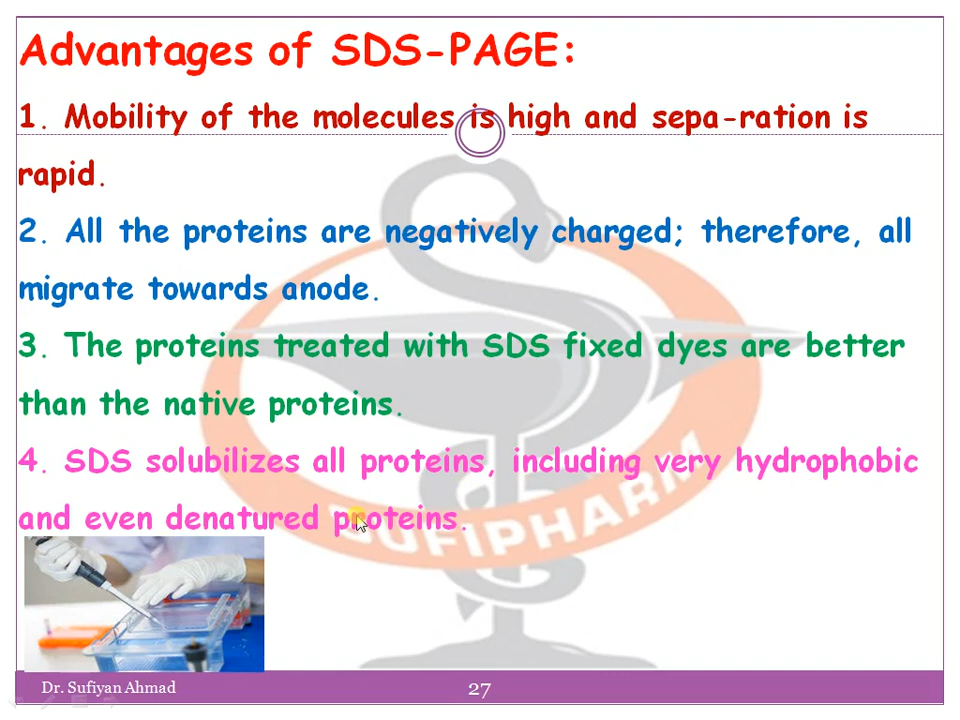 Advantages of SDS-PAGE:
1. Mobility of the molecules is high and sepa-ration is
rapid.
2. All the proteins are negatively charged; therefore, all
migrate towards anode.
3. The proteins treated with SDS fixed dyes are better
than the native proteins.
4. SDS solubilizes all proteins, including very hydrophobic
and even denatured proteins.
SUFIPHARM
Dr. Sufiyan Ahmad
27